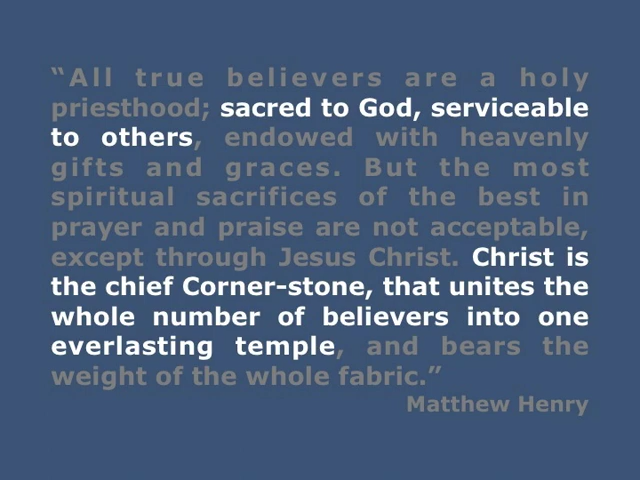 “All true believers are a holy
priesthood; sacred to God, serviceable
to others, endowed with heavenly
gifts and graces. But the most
spiritual sacrifices of the best in
prayer and praise are not acceptable,
except through Jesus Christ. Christ is
the chief Corner-stone, that unites the
whole number of believers into one
everlasting temple, and bears the
weight of the whole fabric.”
Matthew Henry